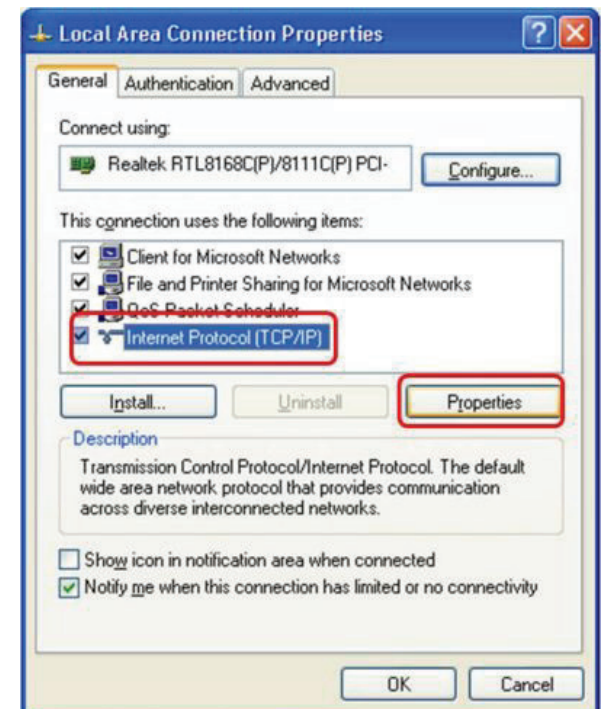 Local Area Connection Properties
General Authentication Advanced
Connect using:
Realtek RTL8168C(P)/8111C(P) PCI-
Configure...
This connection uses the following items:
Client for Microsoft Networks
File and Printer Sharing for Microsoft Networks
QoS Packet Scheduler
Internet Protocol (TCP/IP)
Install... Uninstall Properties
Description
Transmission Control Protocol/Internet Protocol. The default
wide area network protocol that provides communication
across diverse interconnected networks.
Show icon in notification area when connected
Notify me when this connection has limited or no connectivity
OK Cancel